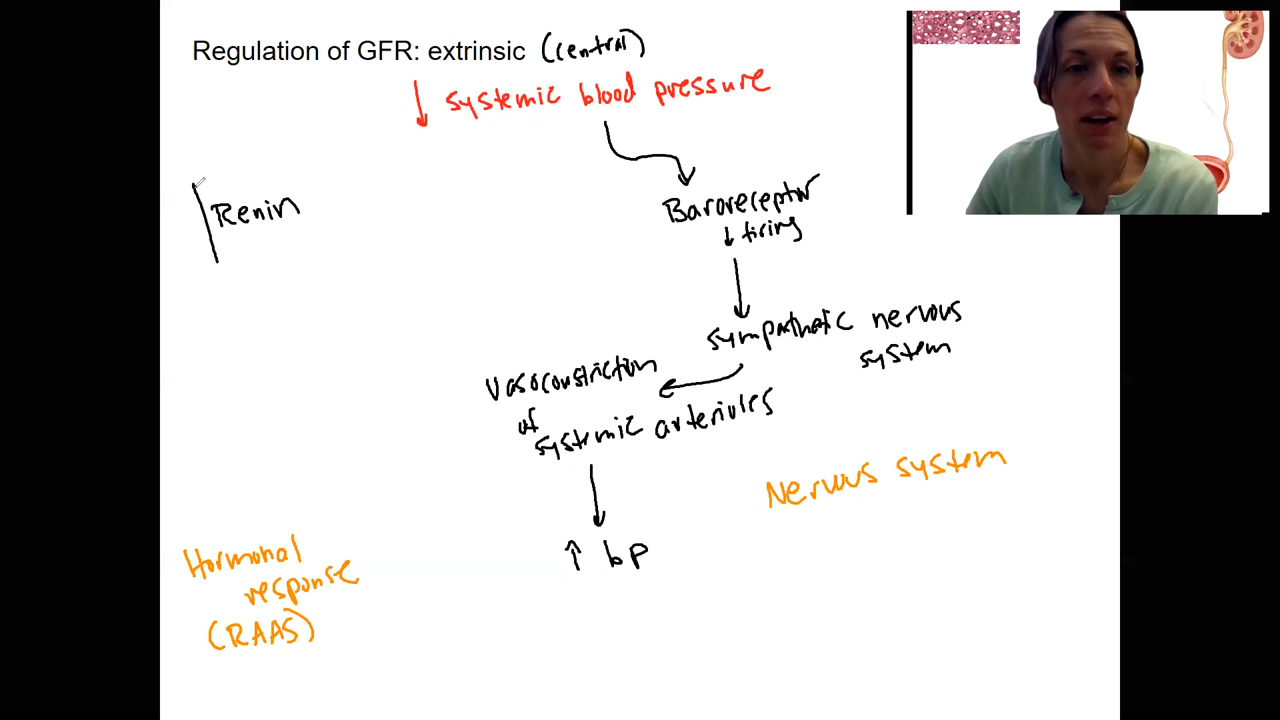 Regulation of GFR: extrinsic (central)
↓ systemic blood pressure
Renin
Baroreceptor
↓ firing
sympathetic nervous
system
Vasoconstriction
of
systemic arterioles
Nervous system
↑ bp
Hormonal
response
(RAAS)